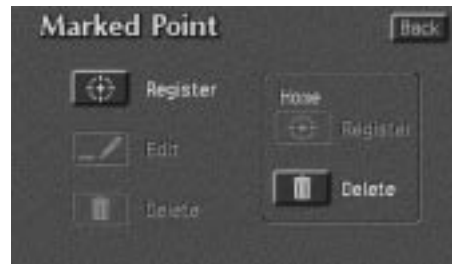 Marked Point
Back
Register
Edit
Delete
Home
Register
Delete